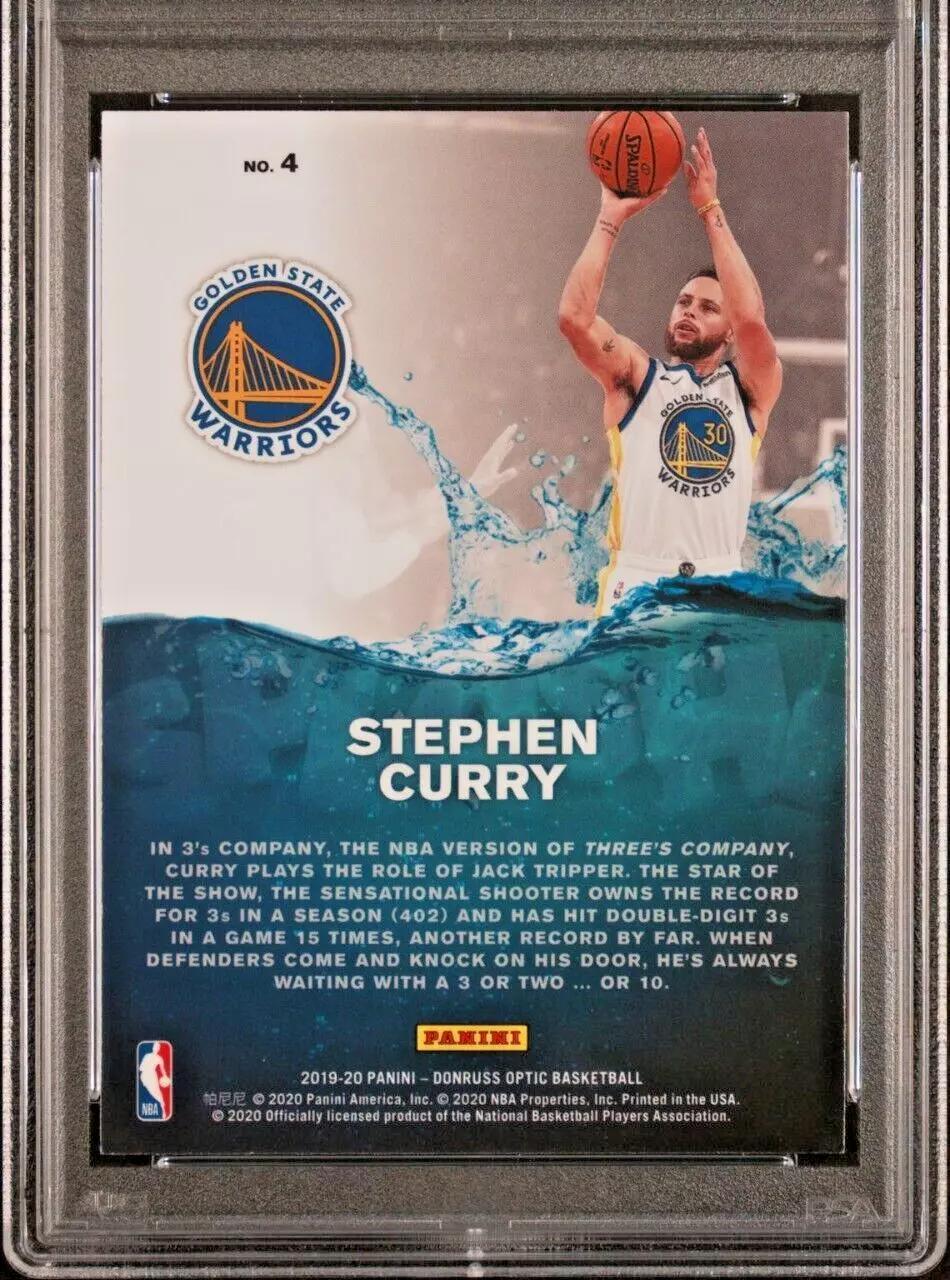 NO. 4
SPALDING
GOLDEN STATE
WARRIORS
GOLDEN STATE
30
WARRIORS
STEPHEN
CURRY
IN 3's COMPANY, THE NBA VERSION OF THREE'S COMPANY,
CURRY PLAYS THE ROLE OF JACK TRIPPER. THE STAR OF
THE SHOW, THE SENSATIONAL SHOOTER OWNS THE RECORD
FOR 3s IN A SEASON (402) AND HAS HIT DOUBLE-DIGIT 3s
IN A GAME 15 TIMES, ANOTHER RECORD BY FAR. WHEN
DEFENDERS COME AND KNOCK ON HIS DOOR, HE'S ALWAYS
WAITING WITH A 3 OR TWO ... OR 10.
PANINI
2019-20 PANINI – DONRUSS OPTIC BASKETBALL
NBA
帕尼尼 © 2020 Panini America, Inc. © 2020 NBA Properties, Inc. Printed in the USA.
© 2020 Officially licensed product of the National Basketball Players Association.
PSA